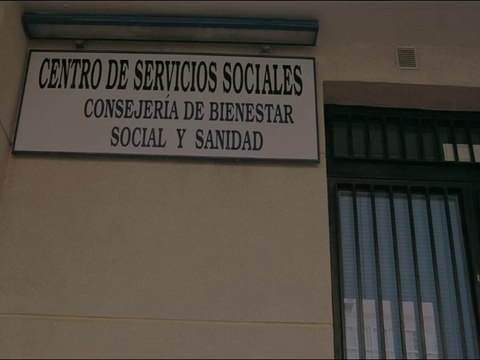 CENTRO DE SERVICIOS SOCIALES
CONSEJERÍA DE BIENESTAR
SOCIAL Y SANIDAD